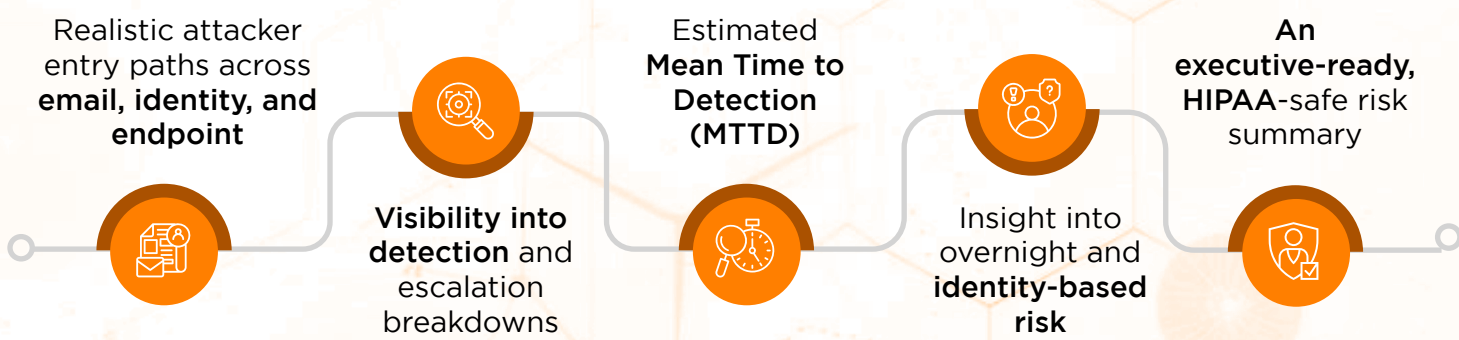 Realistic attacker
entry paths across
email, identity, and
endpoint
Visibility into
detection and
escalation
breakdowns
Estimated
Mean Time to
Detection
(MTTD)
Insight into
overnight and
identity-based
risk
An
executive-ready,
HIPAA-safe risk
summary